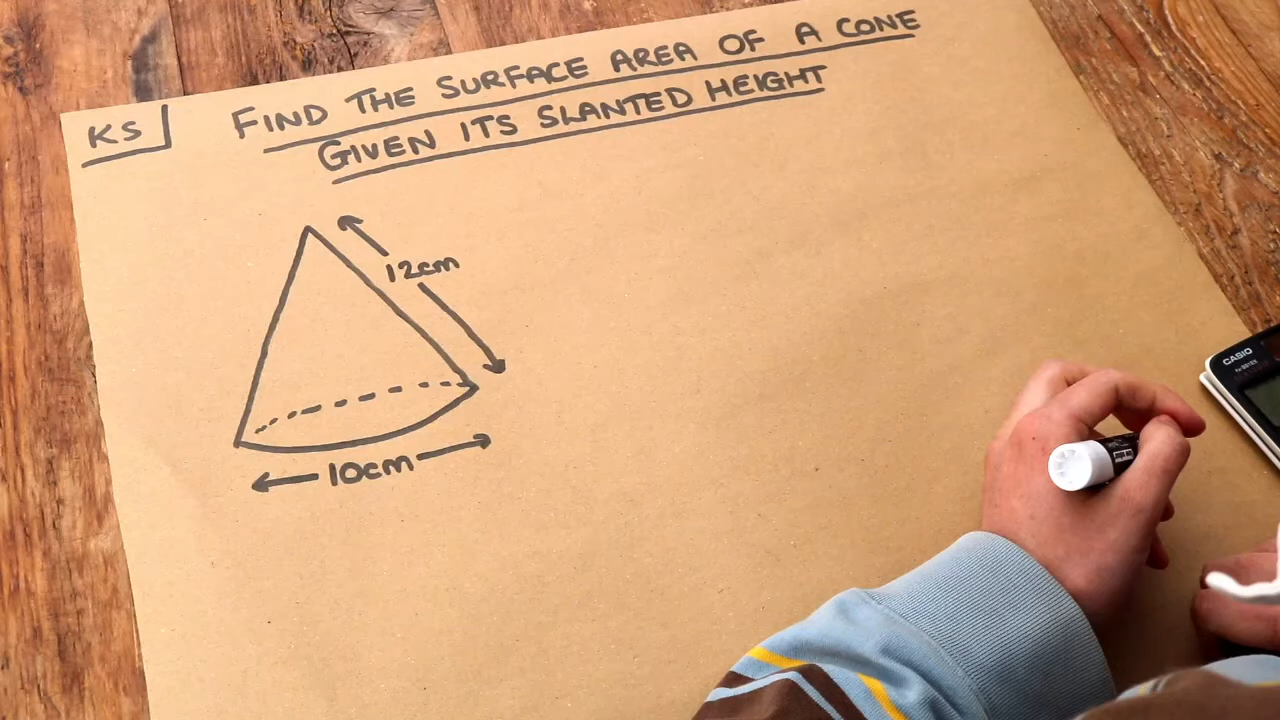 KS
FIND THE SURFACE AREA OF A CONE
GIVEN ITS SLANTED HEIGHT
12cm
10cm
CASIO